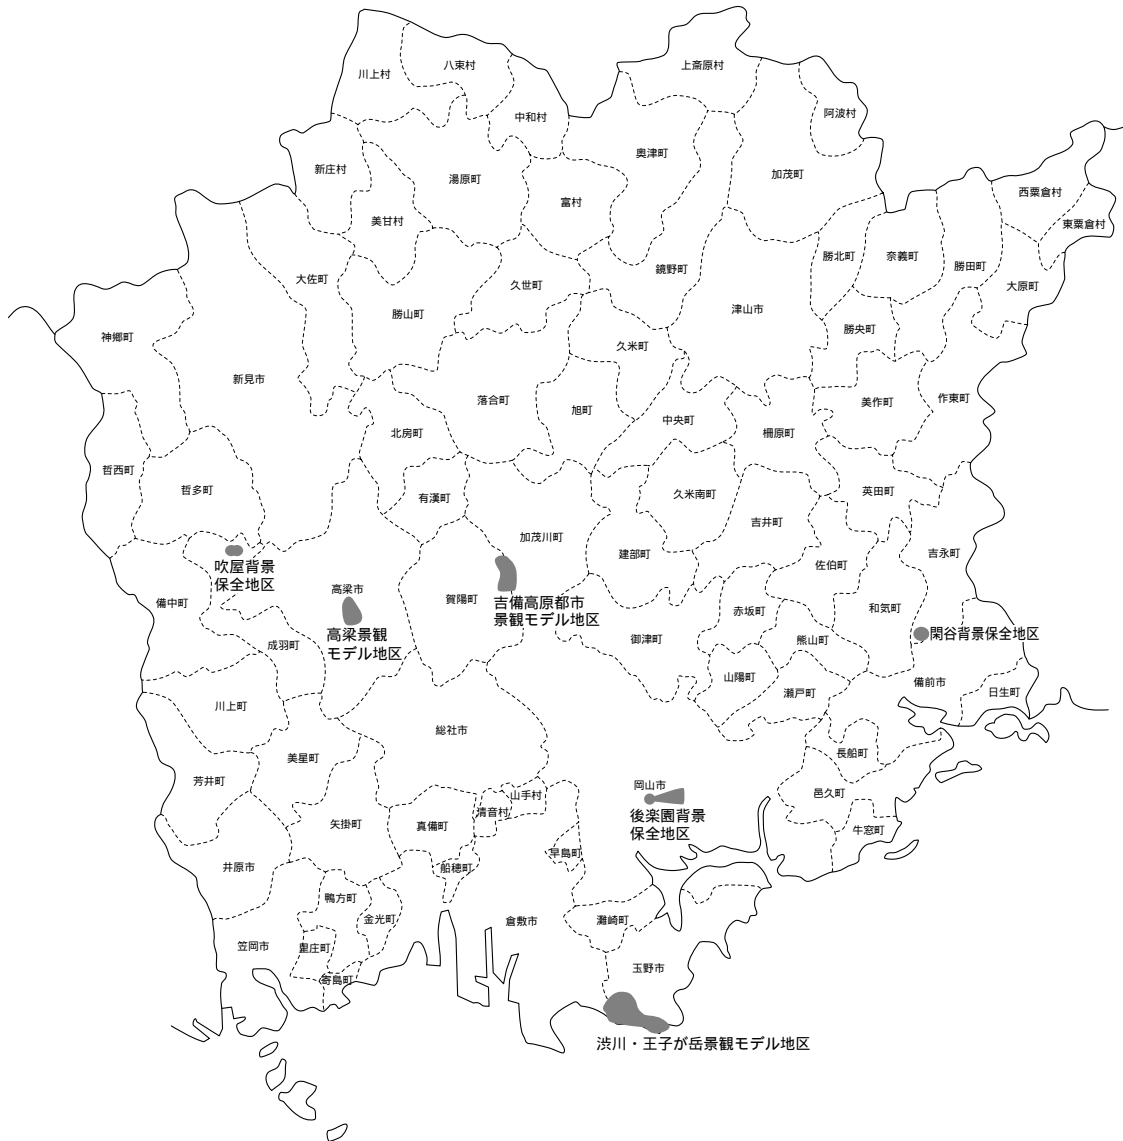 八束村
上斎原村
川上村
中和村
阿波村
奥津町
新庄村
湯原町
加茂町
富村
西粟倉村
美甘村
東粟倉村
勝北町
奈義町
勝田町
鏡野町
大佐町
久世町
大原町
津山市
勝山町
勝央町
神郷町
久米町
新見市
落合町
旭町
美作町
作東町
中央町
北房町
柵原町
哲西町
哲多町
有漢町
久米南町
英田町
吉井町
加茂川町
建部町
吉永町
佐伯町
吹屋背景
保全地区
高梁市
備中町
賀陽町
吉備高原都市
景観モデル地区
赤坂町
和気町
高梁景観
モデル地区
成羽町
御津町
熊山町
閑谷背景保全地区
山陽町
瀬戸町
備前市
日生町
川上町
総社市
美星町
長船町
芳井町
岡山市
後楽園背景
保全地区
山手村
邑久町
清音村
矢掛町
真備町
牛窓町
早島町
井原市
船穂町
鴨方町
金光町
倉敷市
灘崎町
笠岡市
里庄町
玉野市
寄島町
渋川・王子が岳景観モデル地区